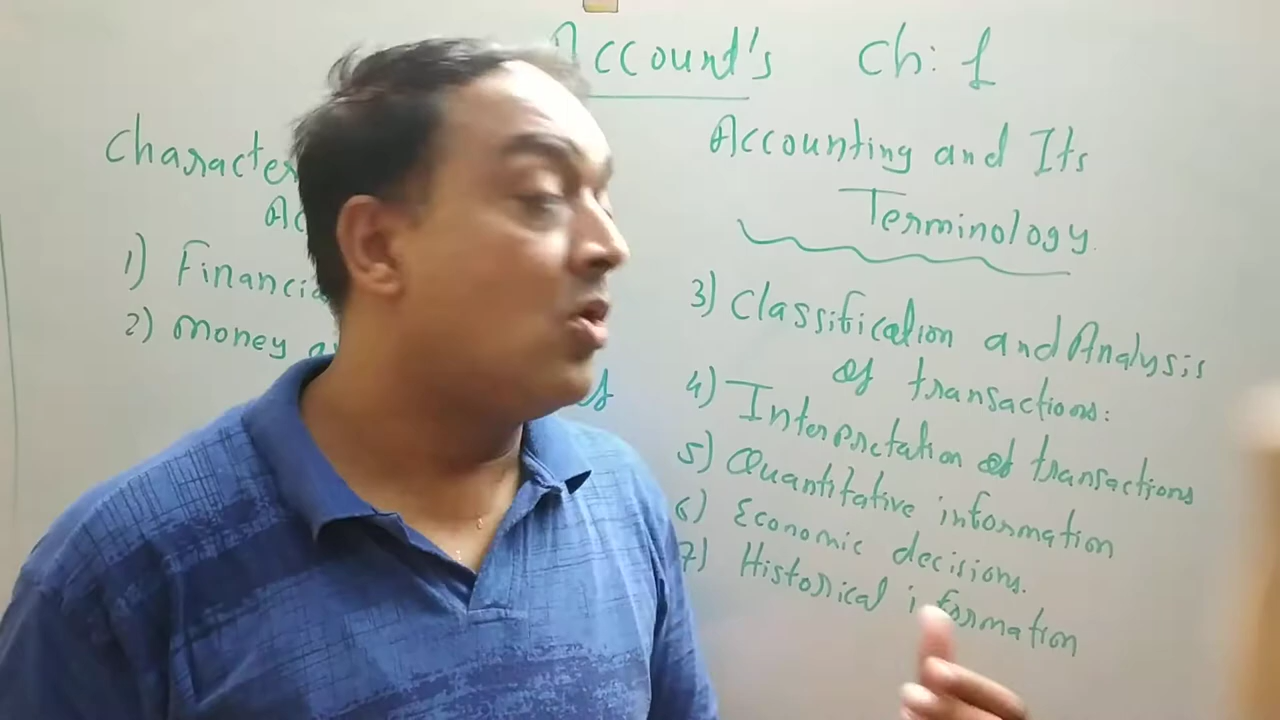 Account's Ch: 1
Accounting and Its
Terminology.
Character
Ac
1) Financia
2) Money a
3) Classification and Analysis
of transactions:
4) Interpretation of transactions
5) Quantitative information
6) Economic decisions.
7) Historical information